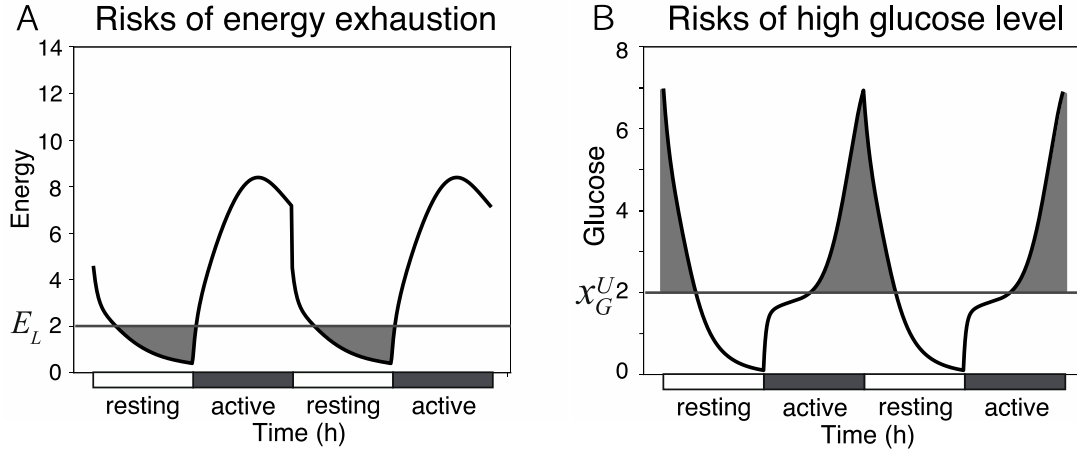 A
Risks of energy exhaustion
14
12
10
8
6
4
2
0
Energy
E_L
resting
active
resting
active
Time (h)
B
Risks of high glucose level
8
6
4
2
0
Glucose
x_G^U
resting
active
resting
active
Time (h)